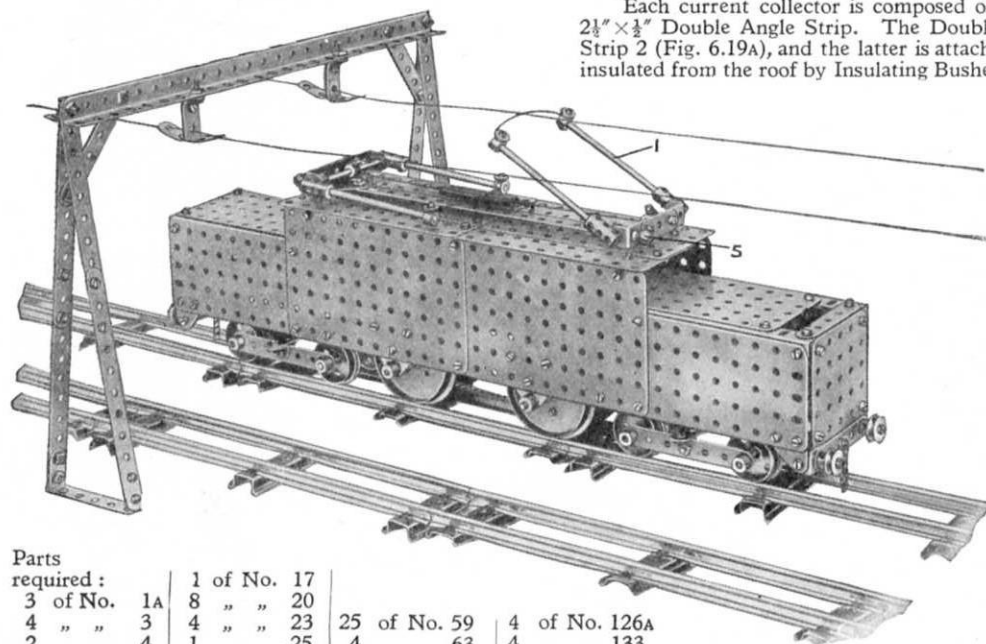 Each current collector is composed o
2½″×½″ Double Angle Strip. The Doubl
Strip 2 (Fig. 6.19A), and the latter is attach
insulated from the roof by Insulating Bushe
1
5
Parts
required :
3 of No. 1A
4 „ „ 3
2 4
1 of No. 17
8 „ „ 20
4 „ „ 23
1 25
25 of No. 59
4 63
4 of No. 126A
4 133